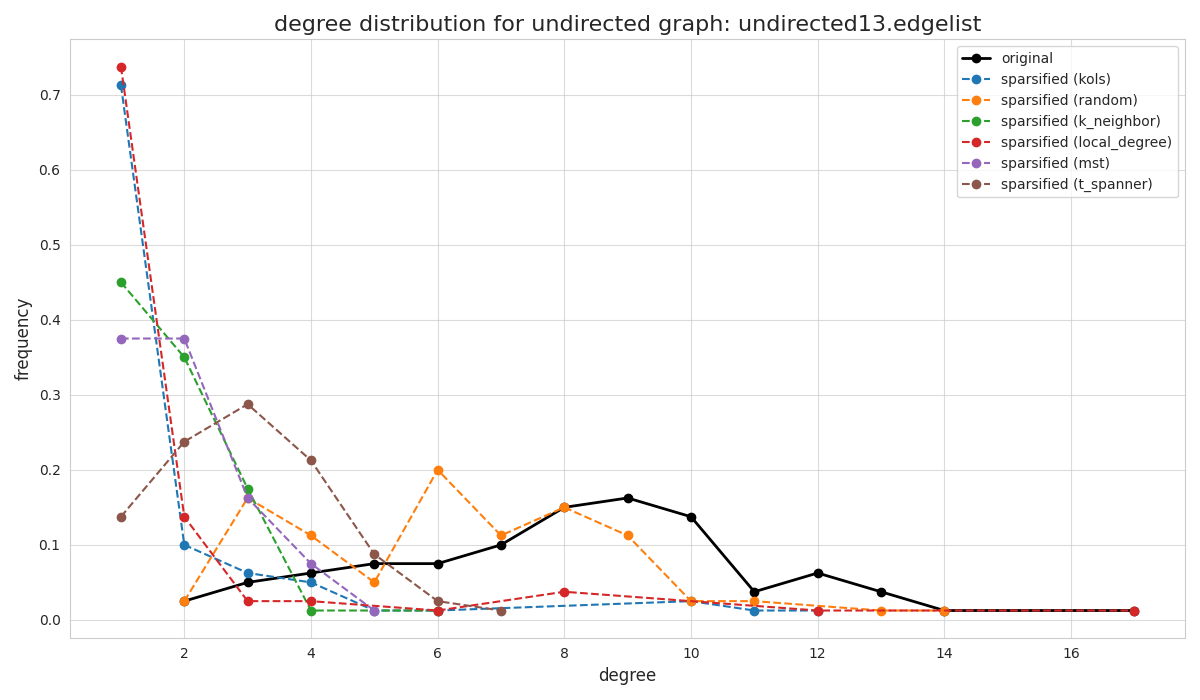 degree distribution for undirected graph: undirected13.edgelist
original
sparsified (kols)
sparsified (random)
sparsified (k_neighbor)
sparsified (local_degree)
sparsified (mst)
sparsified (t_spanner)
frequency
0.7
0.6
0.5
0.4
0.3
0.2
0.1
0.0
2 4 6 8 10 12 14 16
degree